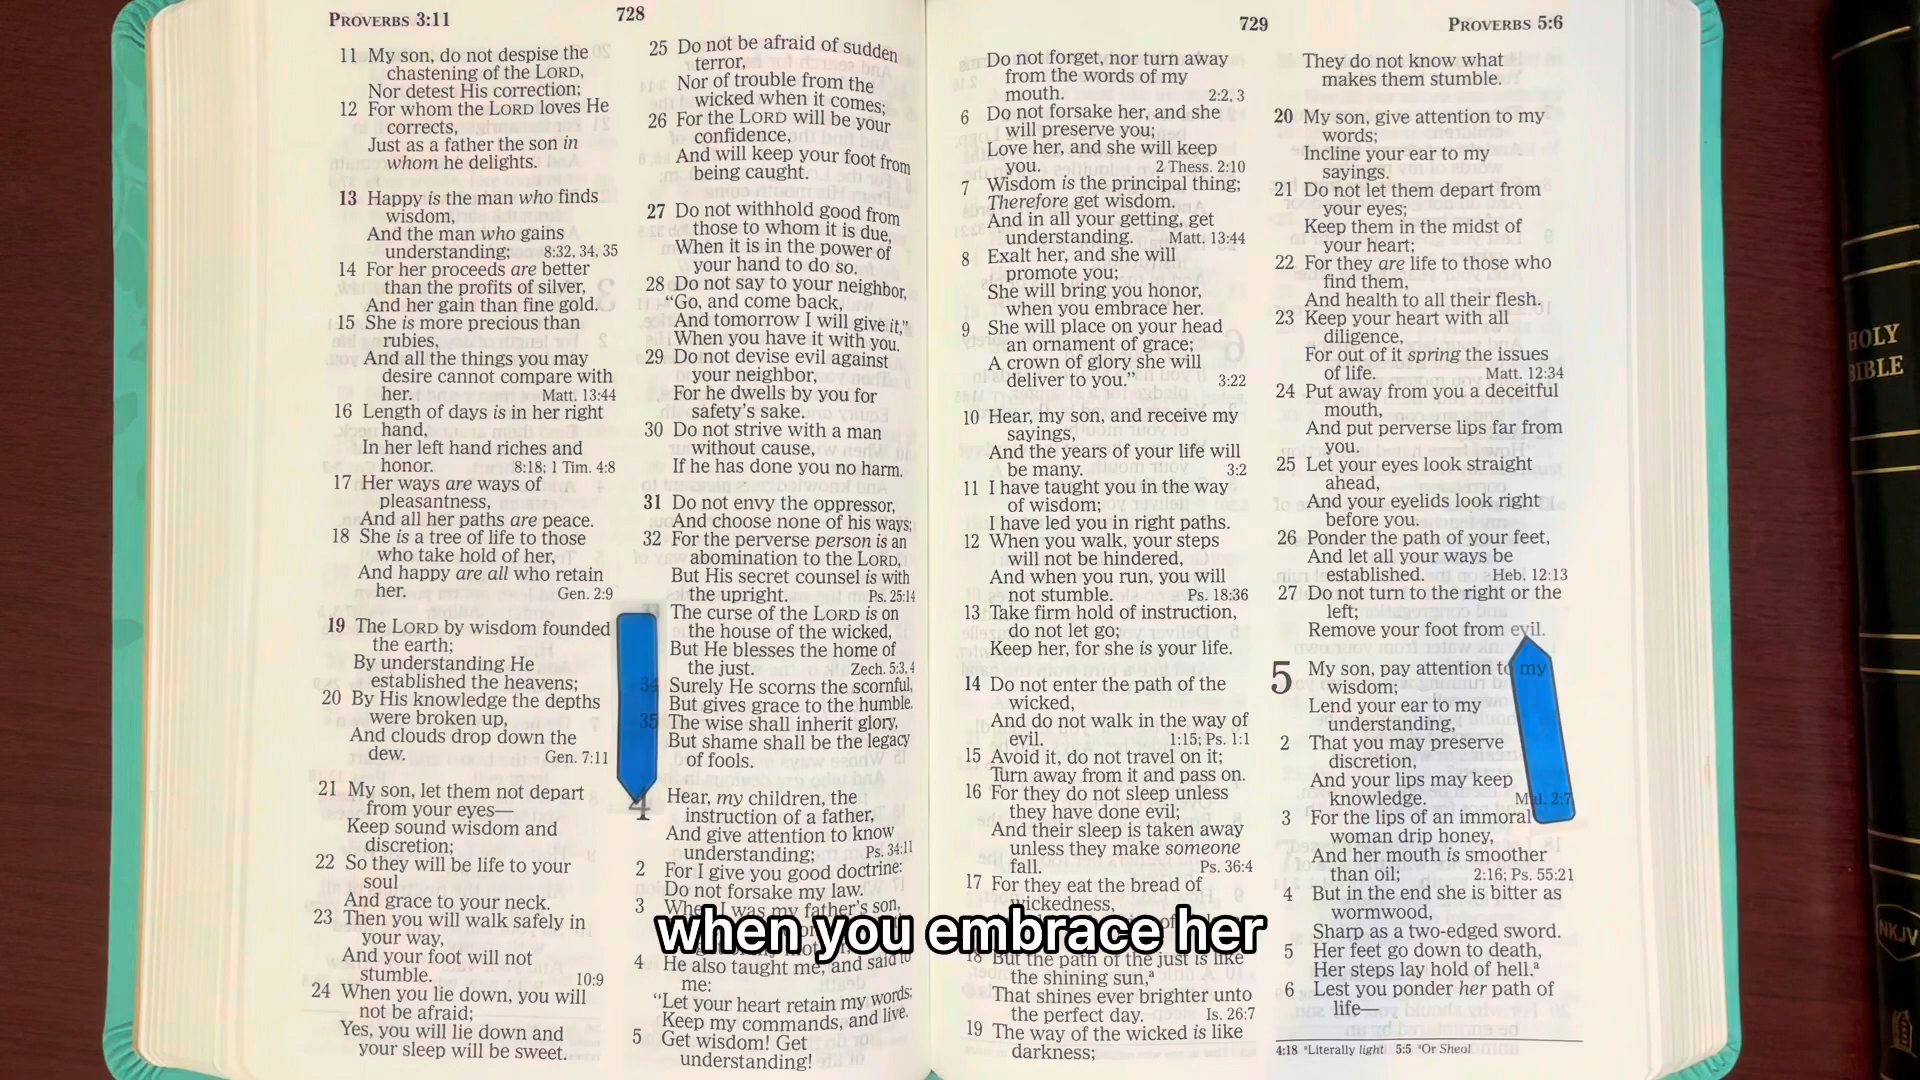 PROVERBS 3:11
728
11 My son, do not despise the
chastening of the LORD,
Nor detest His correction;
12 For whom the LORD loves He
corrects,
Just as a father the son in
whom he delights.
13 Happy is the man who finds
wisdom,
And the man who gains
understanding; 8:32, 34, 35
14 For her proceeds are better
than the profits of silver,
And her gain than fine gold.
15 She is more precious than
rubies,
And all the things you may
desire cannot compare with
her. Matt. 13:44
16 Length of days is in her right
hand,
In her left hand riches and
honor. 8:18; 1 Tim. 4:8
17 Her ways are ways of
pleasantness,
And all her paths are peace.
18 She is a tree of life to those
who take hold of her,
And happy are all who retain
her. Gen. 2:9
19 The LORD by wisdom founded
the earth;
By understanding He
established the heavens;
20 By His knowledge the depths
were broken up,
And clouds drop down the
dew. Gen. 7:11
21 My son, let them not depart
from your eyes—
Keep sound wisdom and
discretion;
22 So they will be life to your
soul
And grace to your neck.
23 Then you will walk safely in
your way,
And your foot will not
stumble. 10:9
24 When you lie down, you will
not be afraid;
Yes, you will lie down and
your sleep will be sweet.
25 Do not be afraid of sudden
terror,
Nor of trouble from the
wicked when it comes;
26 For the LORD will be your
confidence,
And will keep your foot from
being caught.
27 Do not withhold good from
those to whom it is due,
When it is in the power of
your hand to do so.
28 Do not say to your neighbor,
"Go, and come back,
And tomorrow I will give it,"
When you have it with you.
29 Do not devise evil against
your neighbor,
For he dwells by you for
safety's sake.
30 Do not strive with a man
without cause,
If he has done you no harm.
31 Do not envy the oppressor,
And choose none of his ways;
32 For the perverse person is an
abomination to the LORD,
But His secret counsel is with
the upright. Ps. 25:14
33 The curse of the LORD is on
the house of the wicked,
But He blesses the home of
the just. Zech. 5:3, 4
34 Surely He scorns the scornful,
But gives grace to the humble.
35 The wise shall inherit glory,
But shame shall be the legacy
of fools.
4 Hear, my children, the
instruction of a father,
And give attention to know
understanding; Ps. 34:11
2 For I give you good doctrine:
Do not forsake my law.
3 When I was my father's son,
4 He also taught me, and said to
me:
"Let your heart retain my words;
Keep my commands, and live.
5 Get wisdom! Get
understanding!
729
PROVERBS 5:6
Do not forget, nor turn away
from the words of my
mouth. 2:2, 3
6 Do not forsake her, and she
will preserve you;
Love her, and she will keep
you. 2 Thess. 2:10
7 Wisdom is the principal thing;
Therefore get wisdom.
And in all your getting, get
understanding. Matt. 13:44
8 Exalt her, and she will
promote you;
She will bring you honor,
when you embrace her.
9 She will place on your head
an ornament of grace;
A crown of glory she will
deliver to you." 3:22
10 Hear, my son, and receive my
sayings,
And the years of your life will
be many. 3:2
11 I have taught you in the way
of wisdom;
I have led you in right paths.
12 When you walk, your steps
will not be hindered,
And when you run, you will
not stumble. Ps. 18:36
13 Take firm hold of instruction,
do not let go;
Keep her, for she is your life.
14 Do not enter the path of the
wicked,
And do not walk in the way of
evil. 1:15; Ps. 1:1
15 Avoid it, do not travel on it;
Turn away from it and pass on.
16 For they do not sleep unless
they have done evil;
And their sleep is taken away
unless they make someone
fall. Ps. 36:4
17 For they eat the bread of
wickedness,
18 But the path of the just is like
the shining sun,ª
That shines ever brighter unto
the perfect day. Is. 26:7
19 The way of the wicked is like
darkness;
They do not know what
makes them stumble.
20 My son, give attention to my
words;
Incline your ear to my
sayings.
21 Do not let them depart from
your eyes;
Keep them in the midst of
your heart;
22 For they are life to those who
find them,
And health to all their flesh.
23 Keep your heart with all
diligence,
For out of it spring the issues
of life. Matt. 12:34
24 Put away from you a deceitful
mouth,
And put perverse lips far from
you.
25 Let your eyes look straight
ahead,
And your eyelids look right
before you.
26 Ponder the path of your feet,
And let all your ways be
established. Heb. 12:13
27 Do not turn to the right or the
left;
Remove your foot from evil.
5 My son, pay attention to my
wisdom;
Lend your ear to my
understanding,
2 That you may preserve
discretion,
And your lips may keep
knowledge. Mal. 2:7
3 For the lips of an immoral
woman drip honey,
And her mouth is smoother
than oil; 2:16; Ps. 55:21
4 But in the end she is bitter as
wormwood,
Sharp as a two-edged sword.
5 Her feet go down to death,
Her steps lay hold of hell.ª
6 Lest you ponder her path of
life—
4:18 ªLiterally light 5:5 ªOr Sheol
when you embrace her
HOLY
BIBLE
NKJV